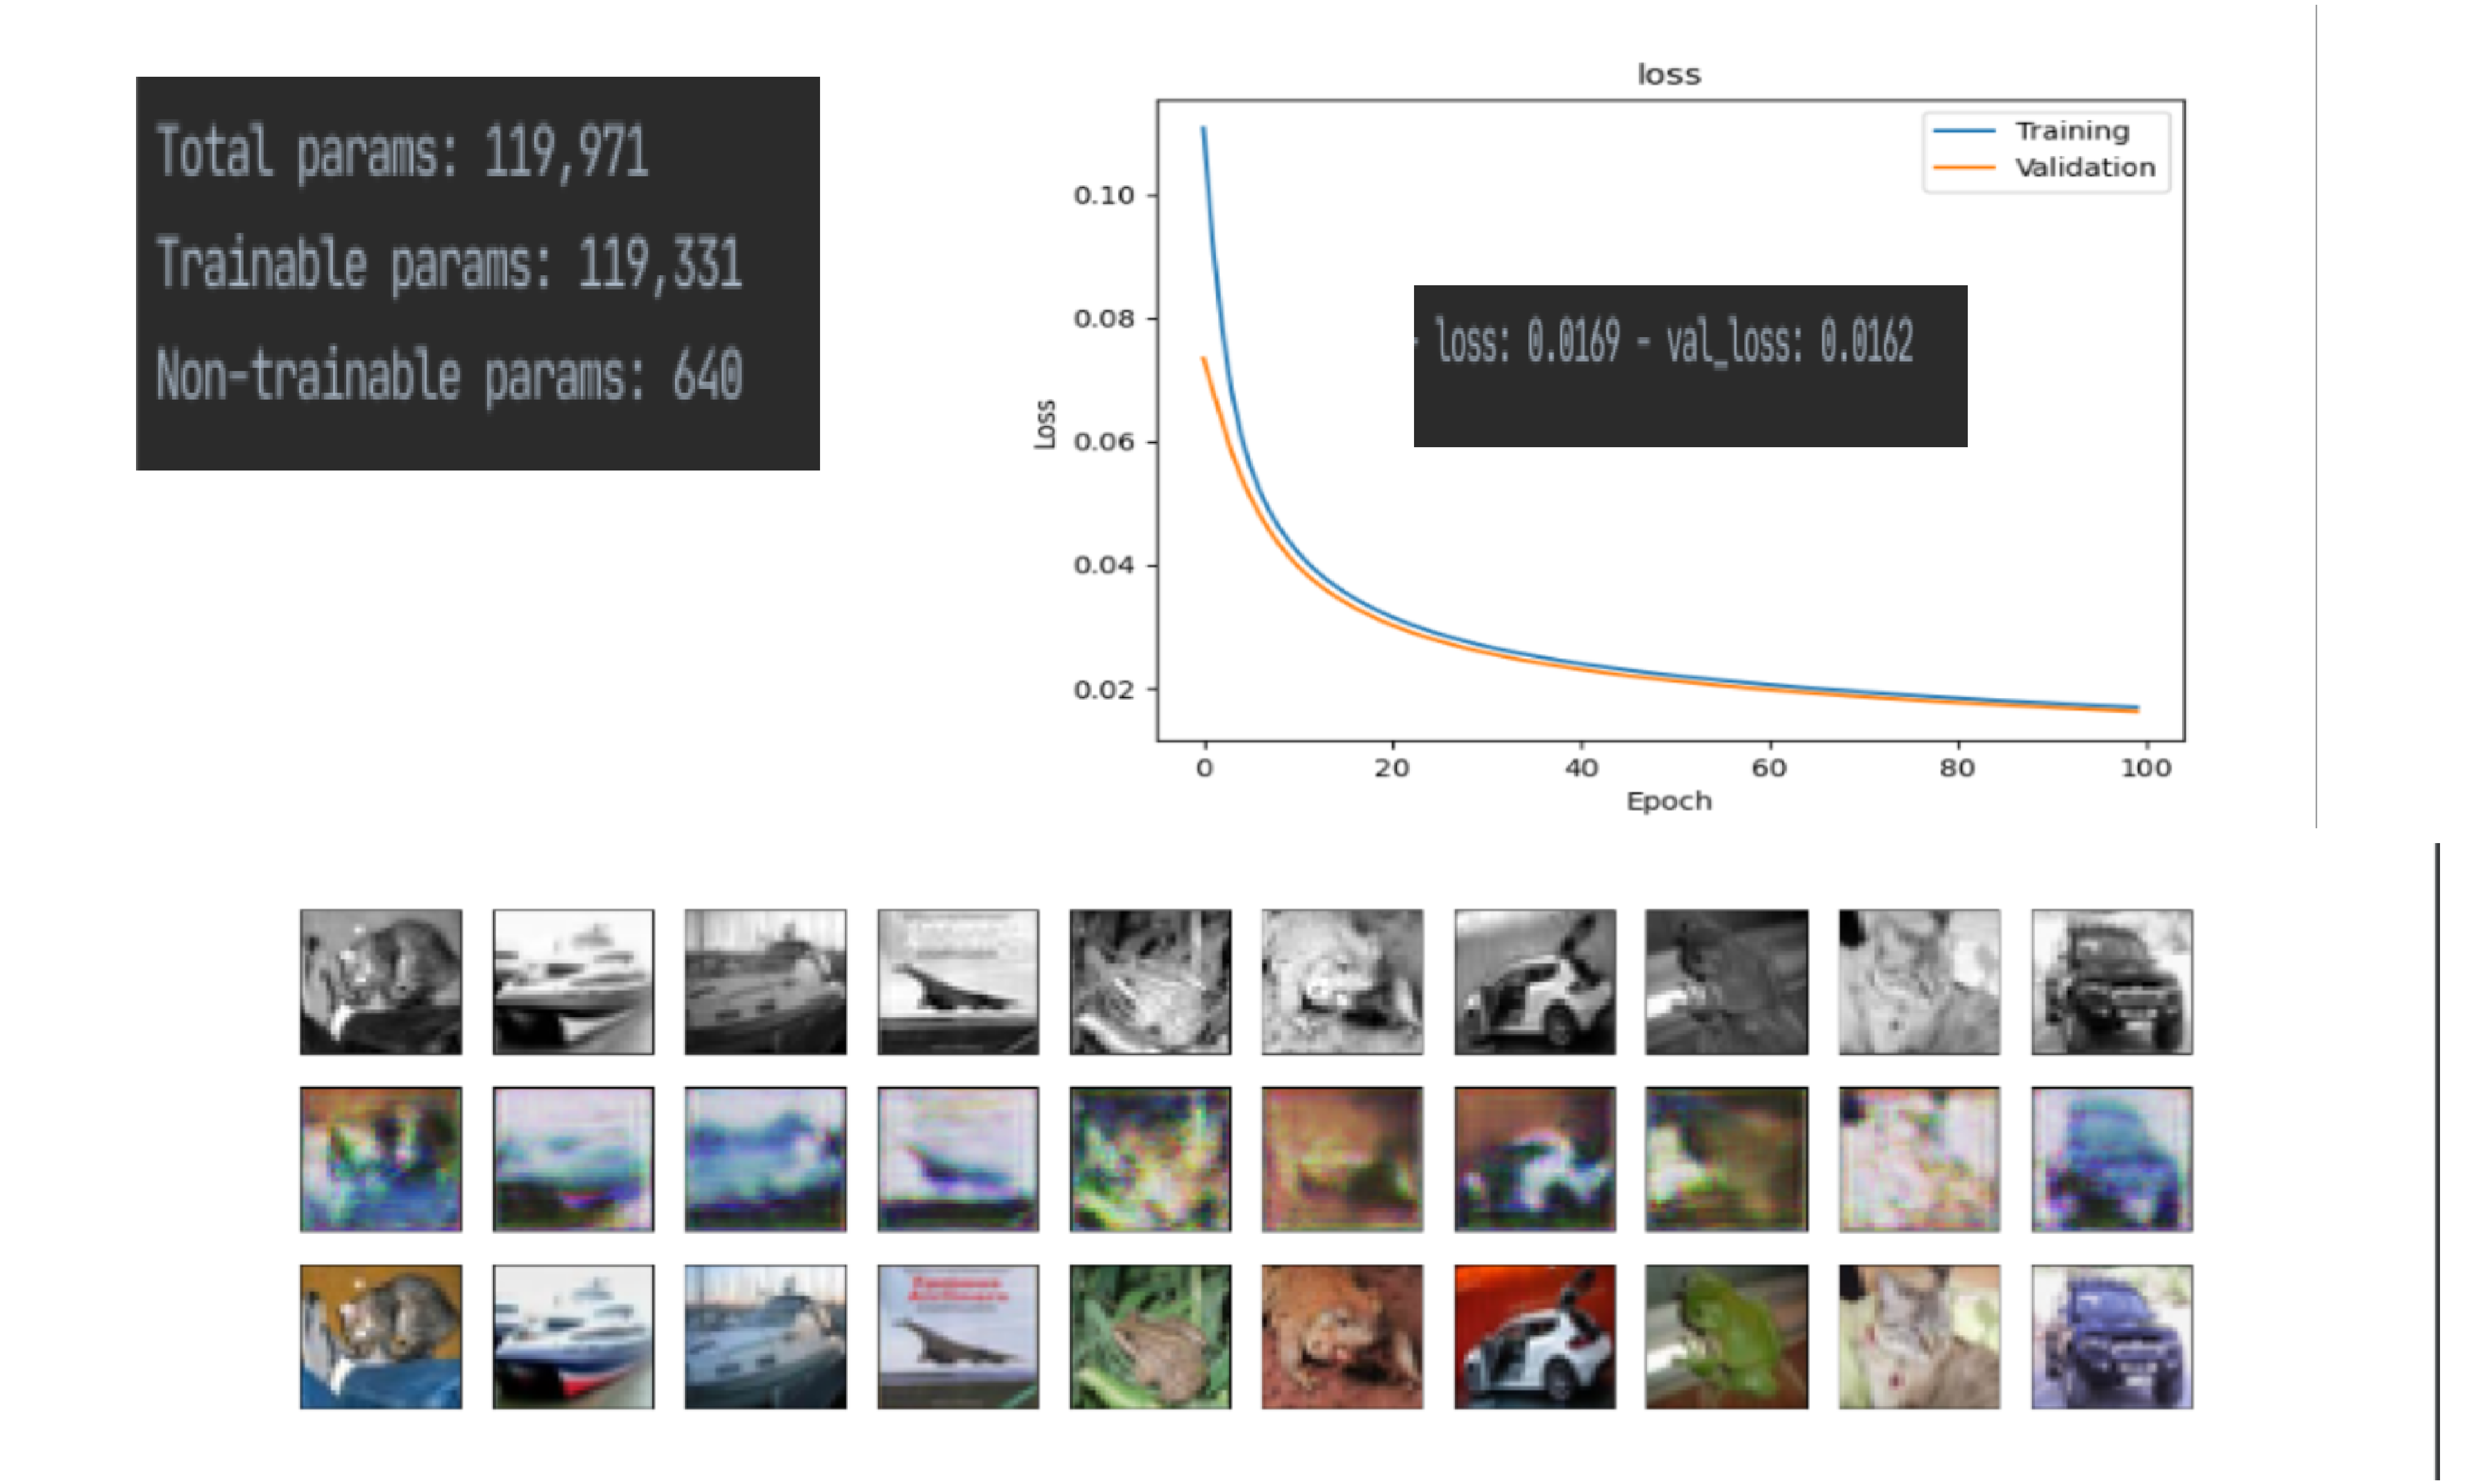 Total params: 119,971
Trainable params: 119,331
Non-trainable params: 640
loss
Training
Validation
0.10
0.08
0.06
0.04
0.02
Loss
- loss: 0.0169 - val_loss: 0.0162
0
20
40
60
80
100
Epoch